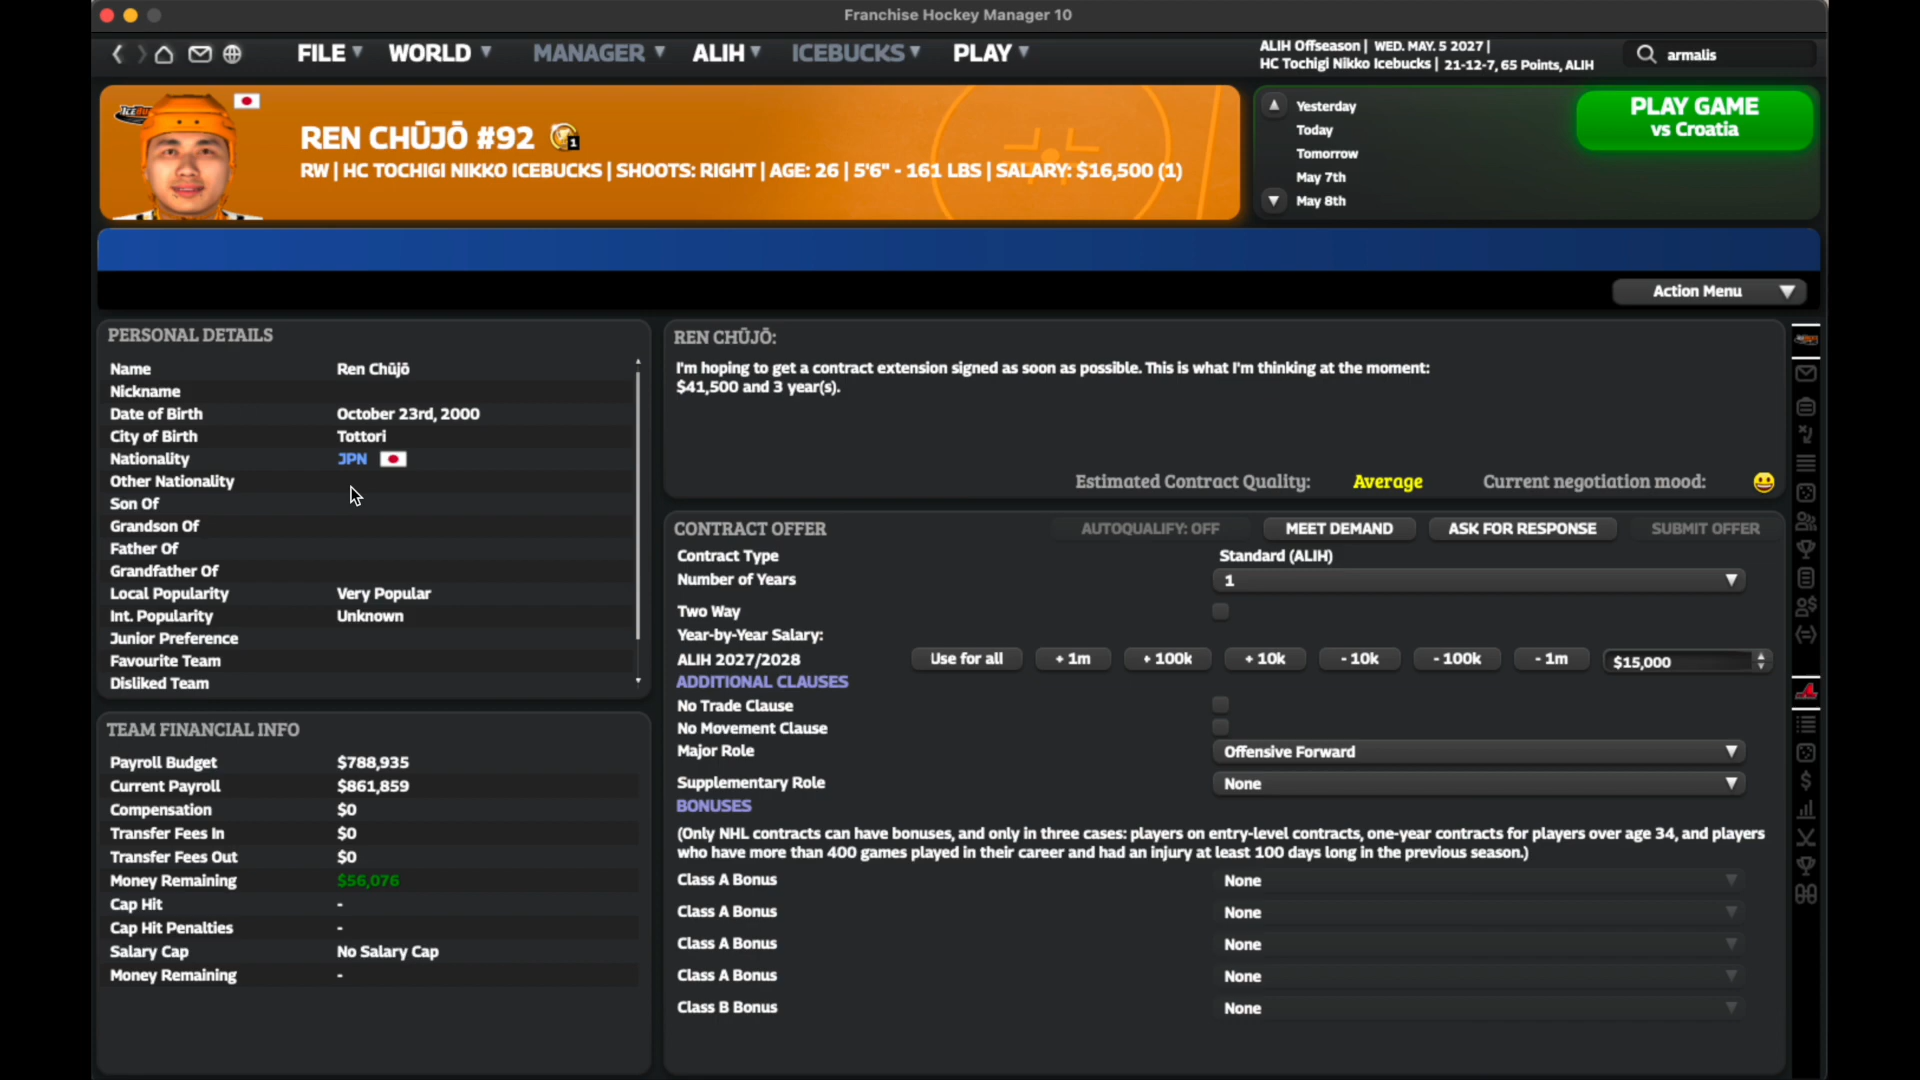 Franchise Hockey Manager 10
FILE WORLD MANAGER ALIH ICEBUCKS PLAY
ALIH Offseason | WED. MAY. 5 2027 |
HC Tochigi Nikko Icebucks | 21-12-7, 65 Points, ALIH
armalis
REN CHŪJŌ #92
1
RW | HC TOCHIGI NIKKO ICEBUCKS | SHOOTS: RIGHT | AGE: 26 | 5'6" - 161 LBS | SALARY: $16,500 (1)
Yesterday
Today
Tomorrow
May 7th
May 8th
PLAY GAME
vs Croatia
Action Menu
PERSONAL DETAILS
Name Ren Chūjō
Nickname
Date of Birth October 23rd, 2000
City of Birth Tottori
Nationality JPN
Other Nationality
Son Of
Grandson Of
Father Of
Grandfather Of
Local Popularity Very Popular
Int. Popularity Unknown
Junior Preference
Favourite Team
Disliked Team
TEAM FINANCIAL INFO
Payroll Budget $788,935
Current Payroll $861,859
Compensation $0
Transfer Fees In $0
Transfer Fees Out $0
Money Remaining $56,076
Cap Hit -
Cap Hit Penalties -
Salary Cap No Salary Cap
Money Remaining -
REN CHŪJŌ:
I'm hoping to get a contract extension signed as soon as possible. This is what I'm thinking at the moment:
$41,500 and 3 year(s).
Estimated Contract Quality: Average Current negotiation mood:
CONTRACT OFFER AUTOQUALIFY: OFF MEET DEMAND ASK FOR RESPONSE SUBMIT OFFER
Contract Type Standard (ALIH)
Number of Years 1
Two Way
Year-by-Year Salary:
ALIH 2027/2028 Use for all + 1m + 100k + 10k - 10k - 100k - 1m $15,000
ADDITIONAL CLAUSES
No Trade Clause
No Movement Clause
Major Role Offensive Forward
Supplementary Role None
BONUSES
(Only NHL contracts can have bonuses, and only in three cases: players on entry-level contracts, one-year contracts for players over age 34, and players
who have more than 400 games played in their career and had an injury at least 100 days long in the previous season.)
Class A Bonus None
Class A Bonus None
Class A Bonus None
Class A Bonus None
Class B Bonus None